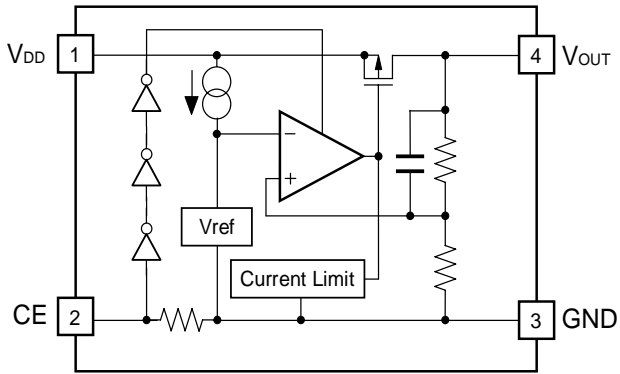 VDD 1
4 VOUT
−
+
Vref
Current Limit
CE 2
3 GND